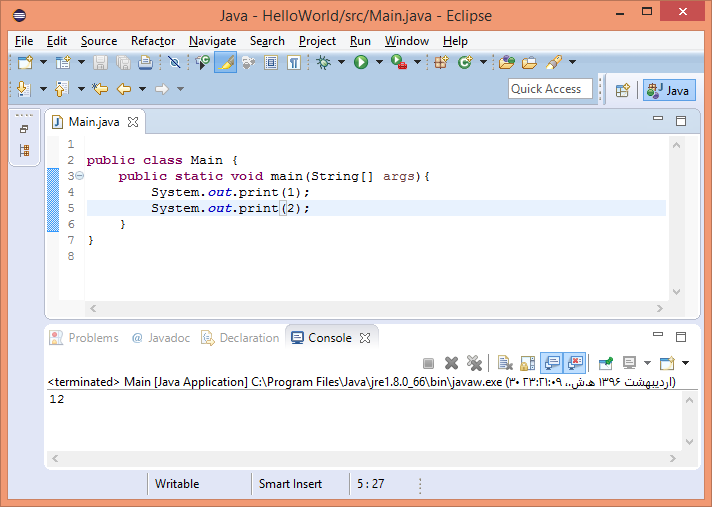 Java - HelloWorld/src/Main.java - Eclipse
File Edit Source Refactor Navigate Search Project Run Window Help
Quick Access
Java
Main.java
1
2 public class Main {
3 public static void main(String[] args){
4 System.out.print(1);
5 System.out.print(2);
6 }
7 }
8
Problems @ Javadoc Declaration Console
<terminated> Main [Java Application] C:\Program Files\Java\jre1.8.0_66\bin\javaw.exe (۳۰ اردیبهشت ۱۳۹۶ ه‍.ش.،‏ ۲۳:۲۱:۰۹)
12
Writable Smart Insert 5 : 27